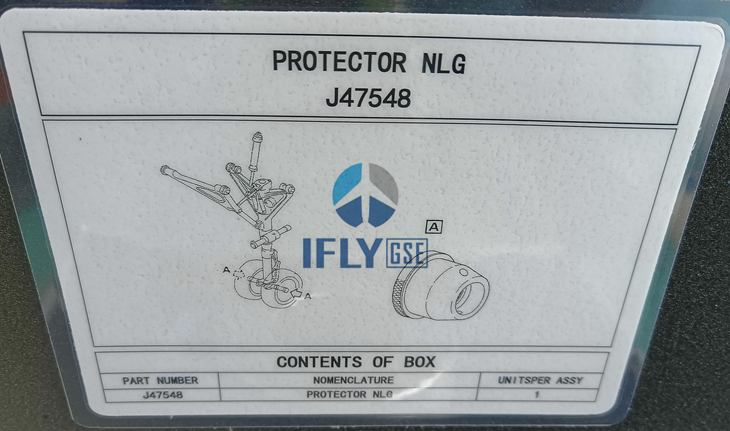 PROTECTOR NLG
J47548
A
IFLY GSE
A
A
CONTENTS OF BOX
PART NUMBER NOMENCLATURE UNITSPER ASSY
J47548 PROTECTOR NLG 1